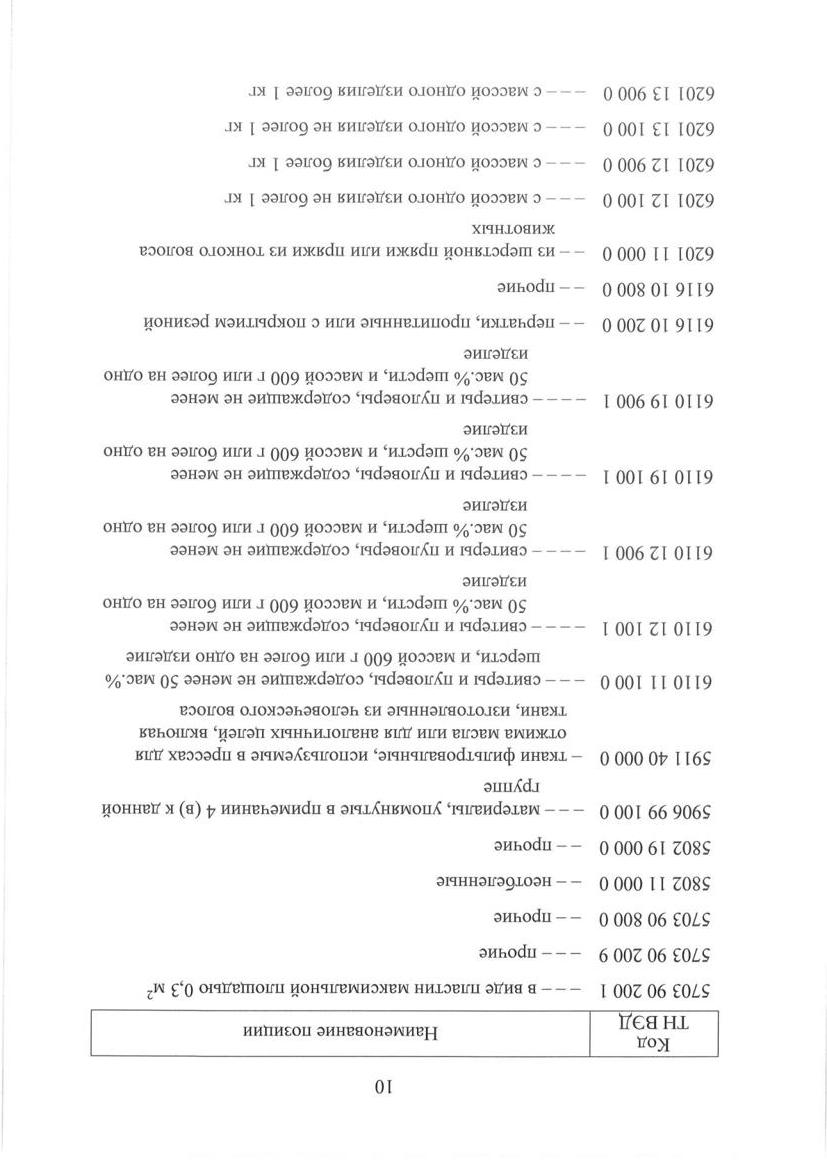 10
Код
ТН ВЭД
Наименование позиции
5703 90 200 1 – – – в виде пластин максимальной площадью 0,3 м²
5703 90 200 9 – – – прочие
5703 90 800 0 – – прочие
5802 11 000 0 – – неотбеленные
5802 19 000 0 – – прочие
5906 99 100 0 – – – материалы, упомянутые в примечании 4 (в) к данной
группе
5911 40 000 0 – ткани фильтровальные, используемые в прессах для
отжима масла или для аналогичных целей, включая
ткани, изготовленные из человеческого волоса
6110 11 100 0 – – – свитеры и пуловеры, содержащие не менее 50 мас.%
шерсти, и массой 600 г или более на одно изделие
6110 12 100 1 – – – – свитеры и пуловеры, содержащие не менее
50 мас.% шерсти, и массой 600 г или более на одно
изделие
6110 12 900 1 – – – – свитеры и пуловеры, содержащие не менее
50 мас.% шерсти, и массой 600 г или более на одно
изделие
6110 19 100 1 – – – – свитеры и пуловеры, содержащие не менее
50 мас.% шерсти, и массой 600 г или более на одно
изделие
6110 19 900 1 – – – – свитеры и пуловеры, содержащие не менее
50 мас.% шерсти, и массой 600 г или более на одно
изделие
6116 10 200 0 – – перчатки, пропитанные или с покрытием резиной
6116 10 800 0 – – прочие
6201 11 000 0 – – из шерстяной пряжи или пряжи из тонкого волоса
животных
6201 12 100 0 – – – с массой одного изделия не более 1 кг
6201 12 900 0 – – – с массой одного изделия более 1 кг
6201 13 100 0 – – – с массой одного изделия не более 1 кг
6201 13 900 0 – – – с массой одного изделия более 1 кг